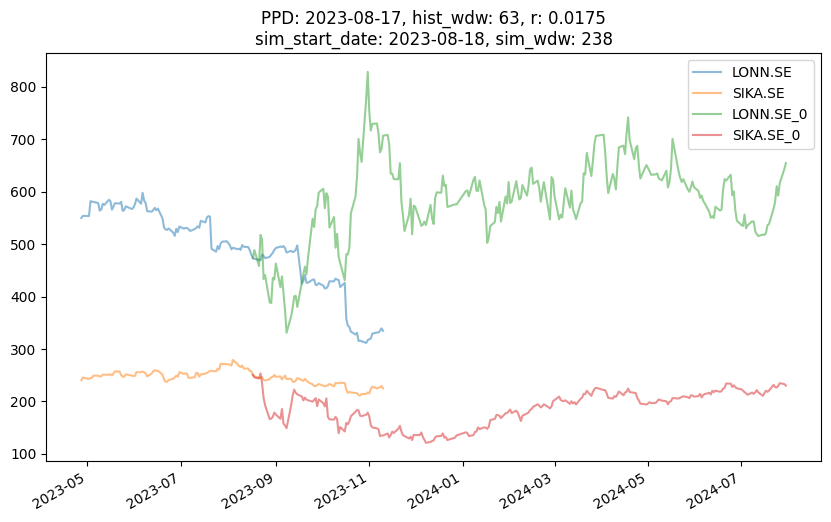 PPD: 2023-08-17, hist_wdw: 63, r: 0.0175
sim_start_date: 2023-08-18, sim_wdw: 238
LONN.SE
SIKA.SE
LONN.SE_0
SIKA.SE_0
800
700
600
500
400
300
200
100
2023-05
2023-07
2023-09
2023-11
2024-01
2024-03
2024-05
2024-07